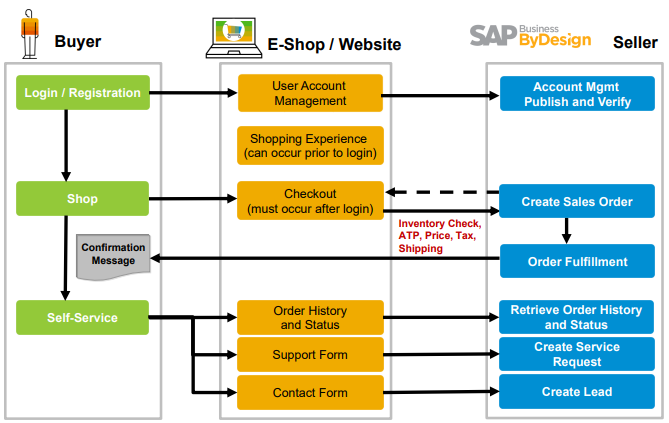 Buyer
E-Shop / Website
SAP Business
ByDesign
Seller
Login / Registration
User Account
Management
Account Mgmt
Publish and Verify
Shopping Experience
(can occur prior to login)
Shop
Checkout
(must occur after login)
Create Sales Order
Inventory Check,
ATP, Price, Tax,
Shipping
Confirmation
Message
Order Fulfillment
Self-Service
Order History
and Status
Retrieve Order History
and Status
Support Form
Create Service
Request
Contact Form
Create Lead